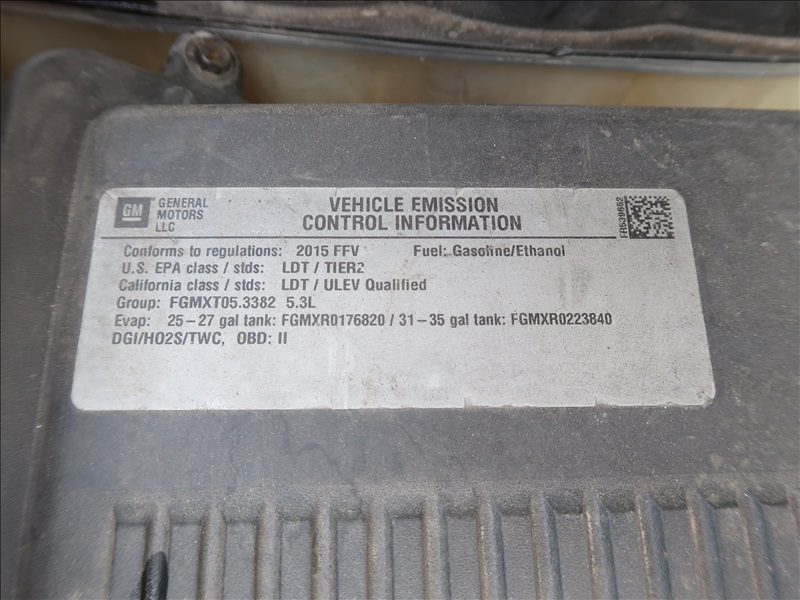 GM
GENERAL
MOTORS
LLC
VEHICLE EMISSION
CONTROL INFORMATION
FR539652
Conforms to regulations: 2015 FFV Fuel: Gasoline/Ethanol
U.S. EPA class / stds: LDT / TIER2
California class / stds: LDT / ULEV Qualified
Group: FGMXT05.3382 5.3L
Evap: 25-27 gal tank: FGMXR0176820 / 31-35 gal tank: FGMXR0223840
DGI/HO2S/TWC, OBD: II